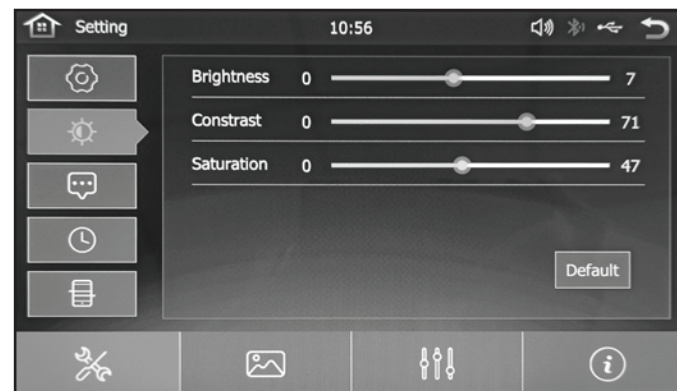 Setting 10:56
Brightness 0 7
Constrast 0 71
Saturation 0 47
Default